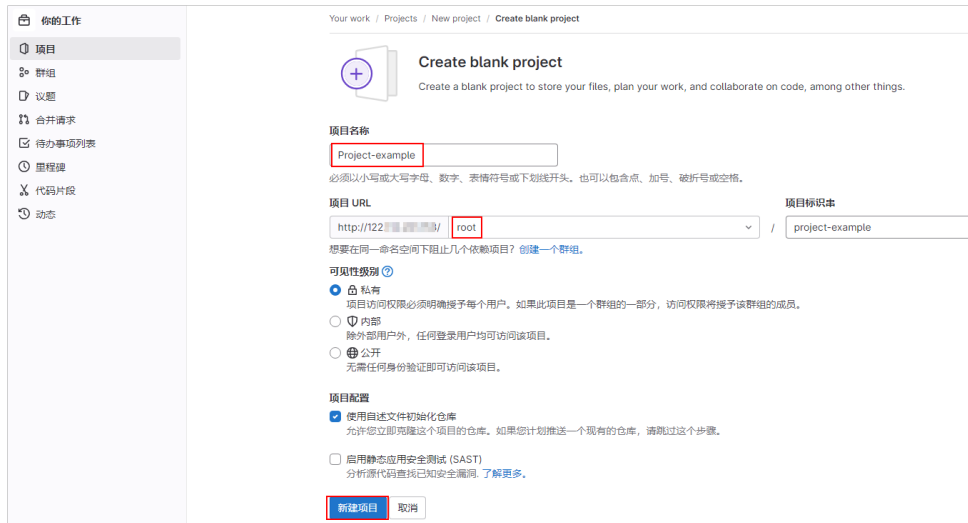 你的工作
项目
群组
议题
合并请求
待办事项列表
里程碑
代码片段
动态
Your work / Projects / New project / Create blank project
Create blank project
Create a blank project to store your files, plan your work, and collaborate on code, among other things.
项目名称
Project-example
必须以小写或大写字母、数字、表情符号或下划线开头。也可以包含点、加号、破折号或空格。
项目 URL
项目标识串
http://122 /
root
/
project-example
想要在同一命名空间下阻止几个依赖项目？创建一个群组。
可见性级别
私有
项目访问权限必须明确授予每个用户。如果此项目是一个群组的一部分，访问权限将授予该群组的成员。
内部
除外部用户外，任何登录用户均可访问该项目。
公开
无需任何身份验证即可访问该项目。
项目配置
使用自述文件初始化仓库
允许您立即克隆这个项目的仓库。如果您计划推送一个现有的仓库，请跳过这个步骤。
启用静态应用安全测试 (SAST)
分析源代码查找已知安全漏洞. 了解更多。
新建项目
取消